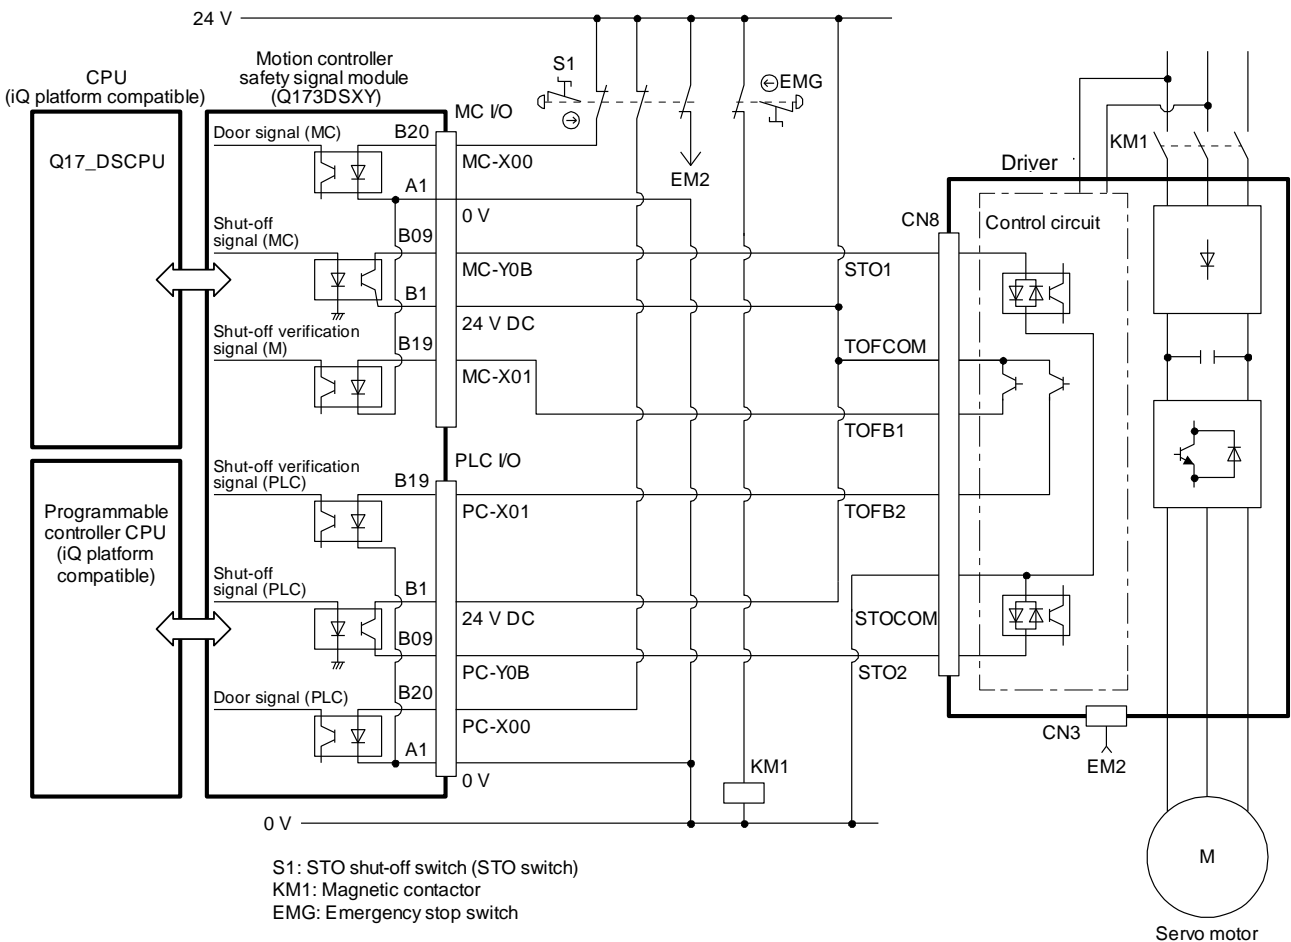 24 V
CPU
(iQ platform compatible)
Q17_DSCPU
Programmable
controller CPU
(iQ platform
compatible)
Motion controller
safety signal module
(Q173DSXY)
Door signal (MC)
Shut-off
signal (MC)
Shut-off verification
signal (M)
Shut-off verification
signal (PLC)
Shut-off
signal (PLC)
Door signal (PLC)
B20
A1
B09
B1
B19
B19
B1
B09
B20
A1
MC I/O
MC-X00
0 V
MC-Y0B
24 V DC
MC-X01
PLC I/O
PC-X01
24 V DC
PC-Y0B
PC-X00
0 V
S1
EM2
EMG
KM1
0 V
STO1
TOFCOM
TOFB1
TOFB2
STOCOM
STO2
CN8
Driver
Control circuit
KM1
CN3
EM2
M
Servo motor
S1: STO shut-off switch (STO switch)
KM1: Magnetic contactor
EMG: Emergency stop switch